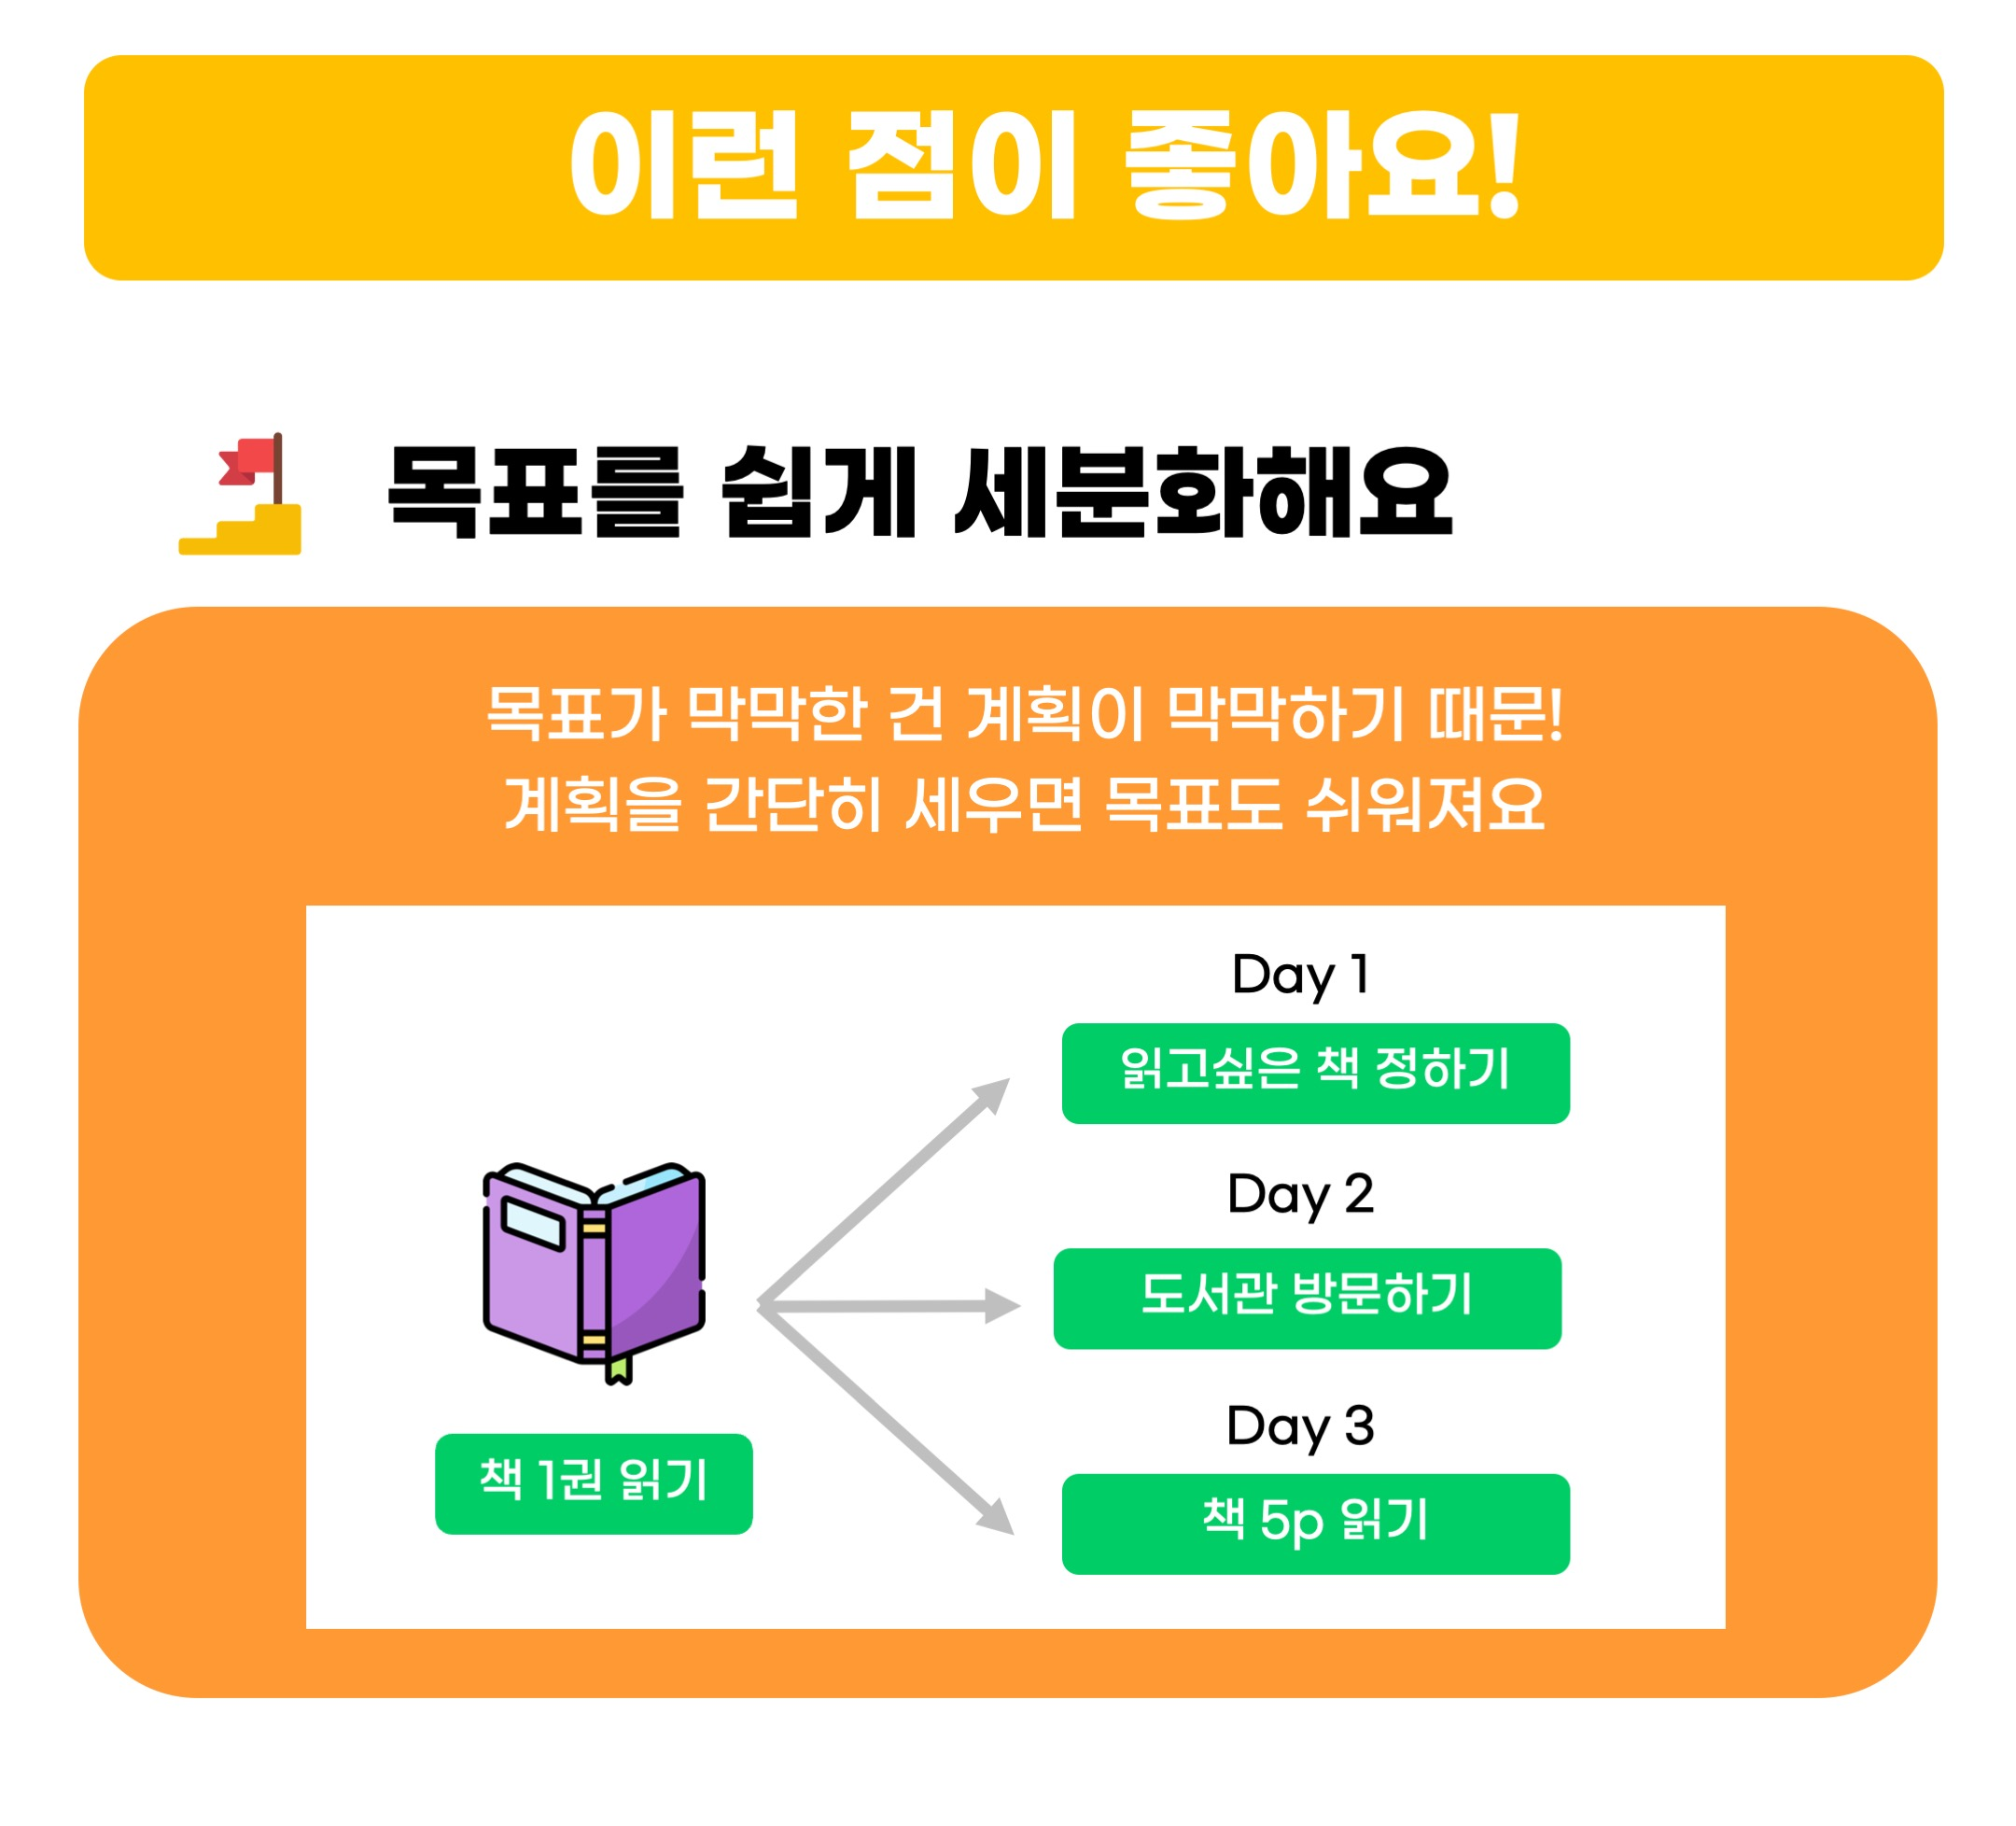 이런 점이 좋아요!
목표를 쉽게 세분화해요
목표가 막막한 건 계획이 막막하기 때문!
계획을 간단히 세우면 목표도 쉬워져요
Day 1
읽고싶은 책 정하기
Day 2
도서관 방문하기
Day 3
책 5p 읽기
책 1권 읽기